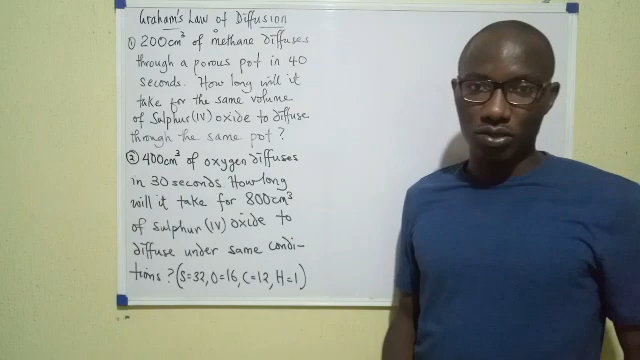 Graham's Law of Diffusion
① 200cm³ of methane diffuses
through a porous pot in 40
seconds. How long will it
take for the same volume
of Sulphur(IV) oxide to diffuse
through the same pot?
② 400cm³ of oxygen diffuses
in 30 seconds. How long
will it take for 800cm³
of sulphur (IV) oxide to
diffuse under same condi-
tions? (S=32, O=16, C=12, H=1)